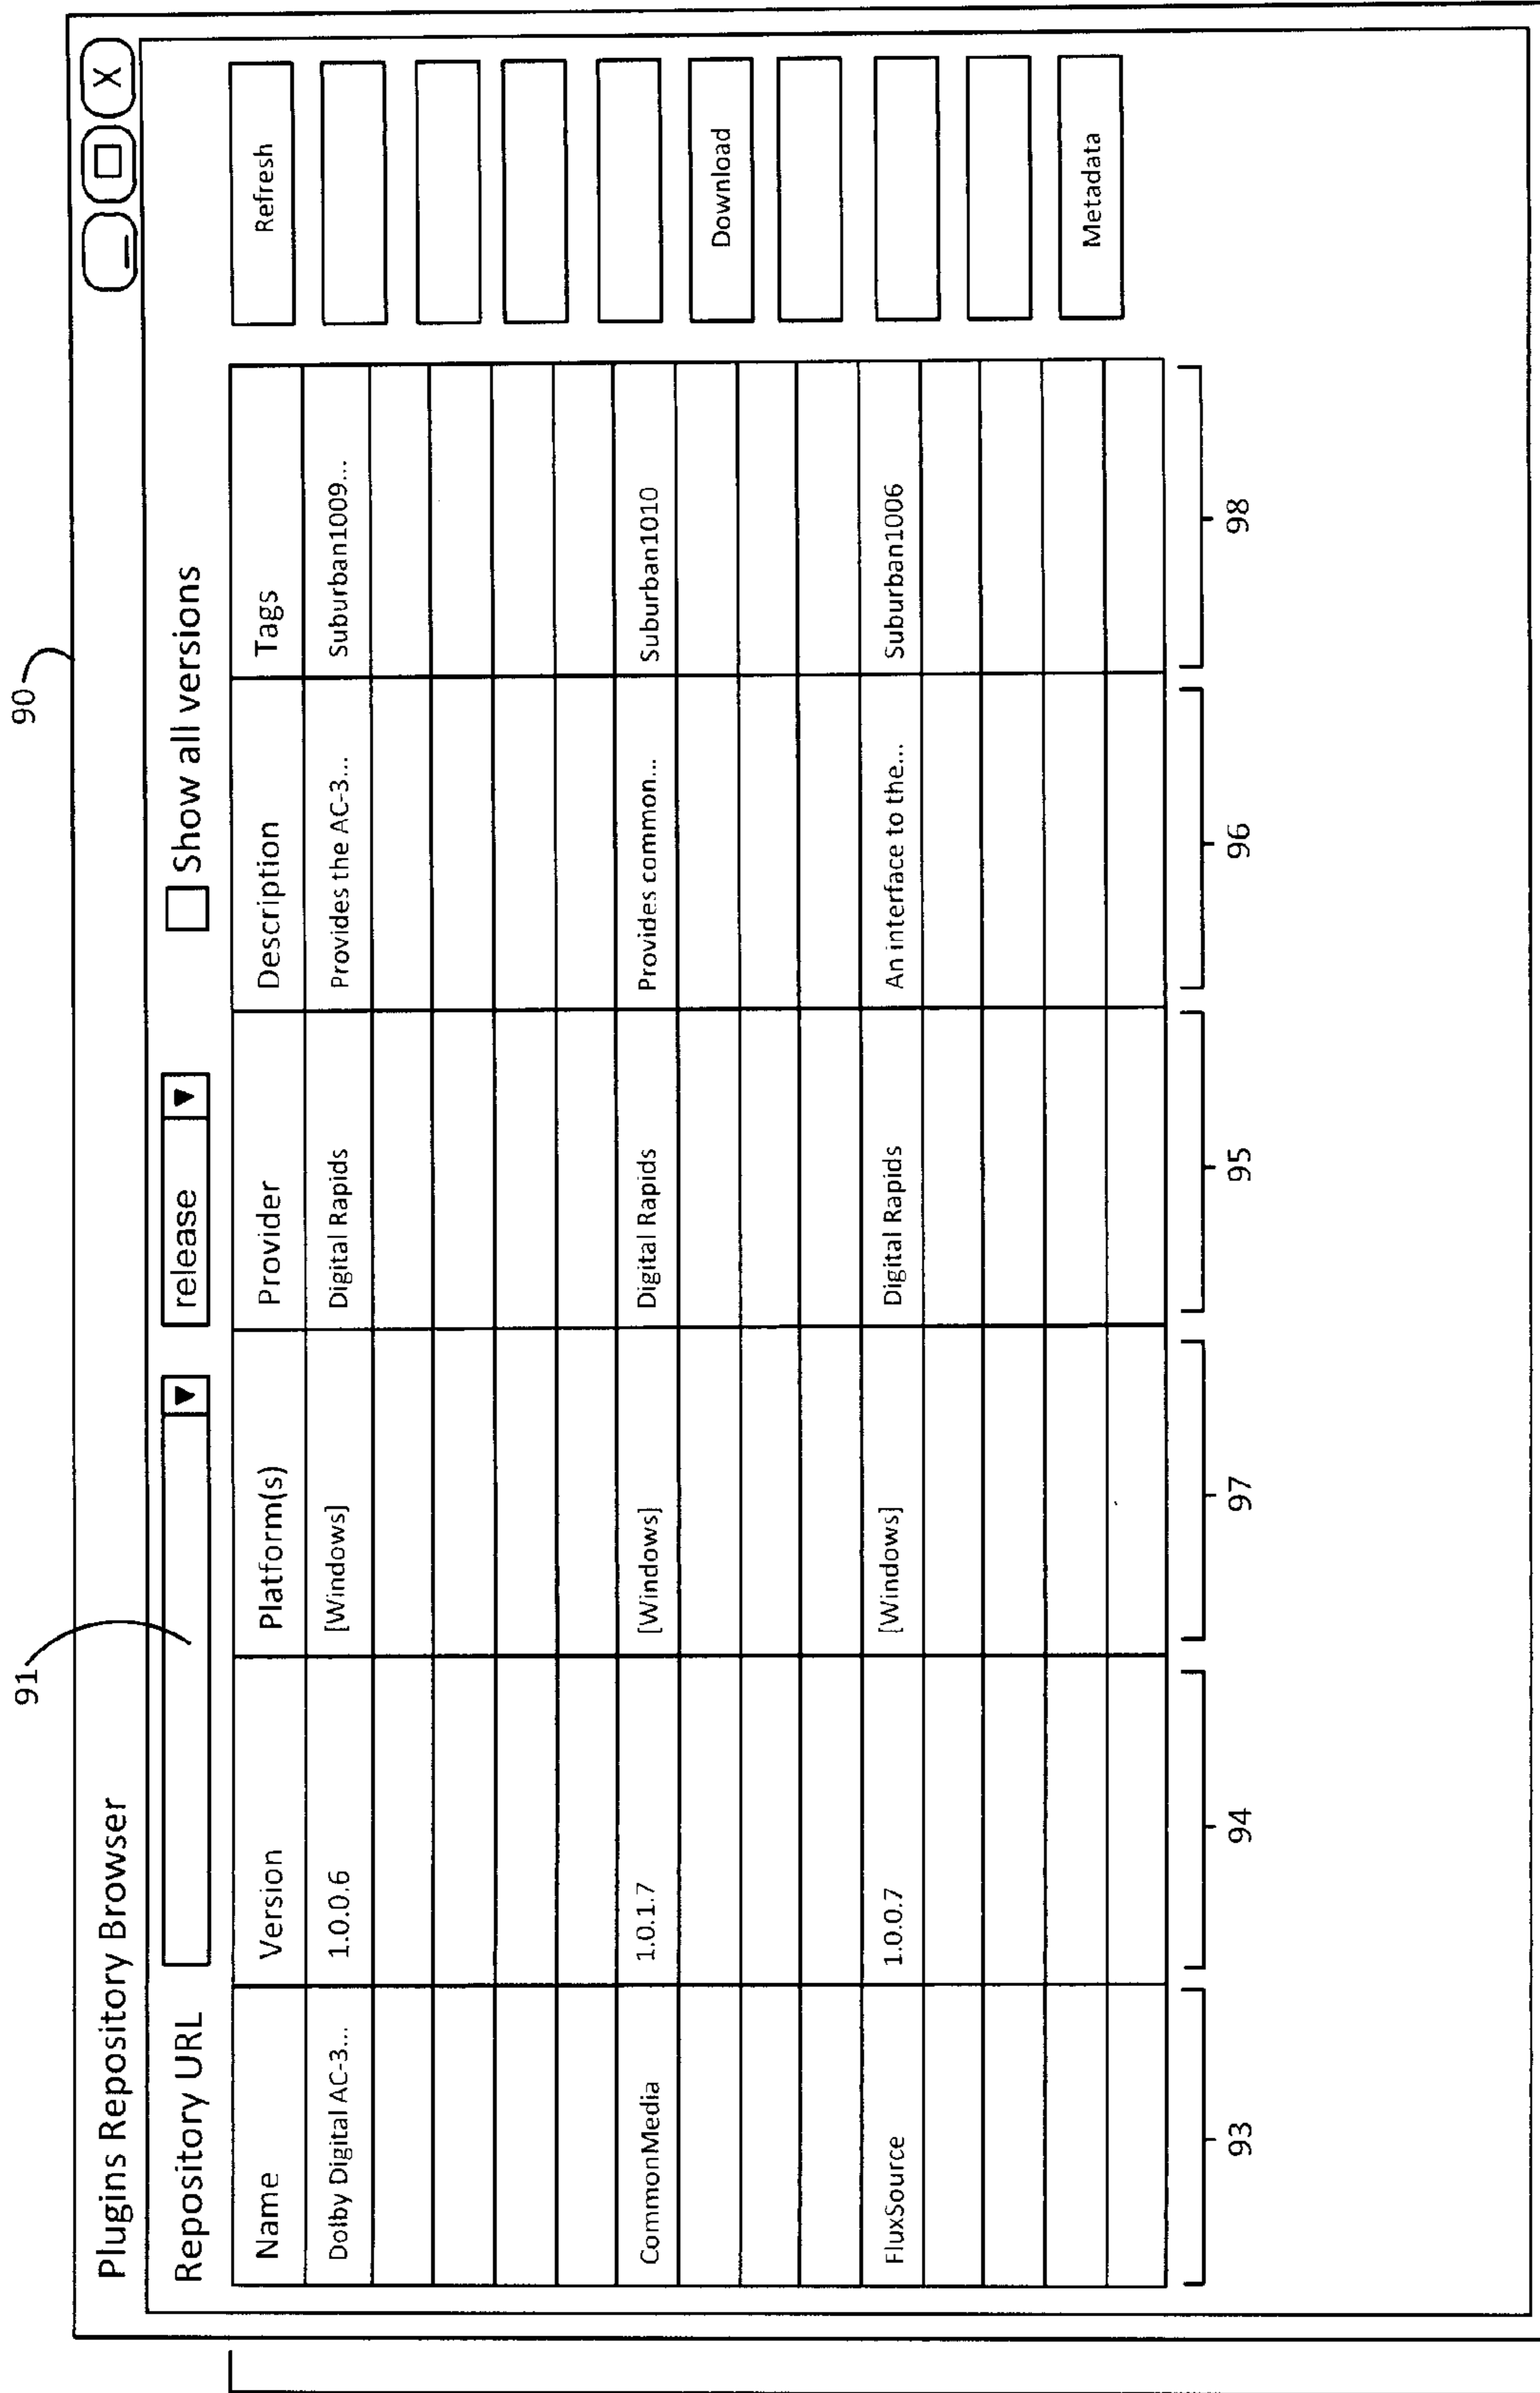 90
91
Plugins Repository Browser
X
Repository URL
release
Show all versions
Name Version Platform(s) Provider Description Tags
Refresh
Dolby Digital AC-3... 1.0.0.6 [Windows] Digital Rapids Provides the AC-3... Suburban1009...
CommonMedia 1.0.1.7 [Windows] Digital Rapids Provides common... Suburban1010
Download
FluxSource 1.0.0.7 [Windows] Digital Rapids An interface to the... Suburban1006
Metadata
93 94 97 95 96 98